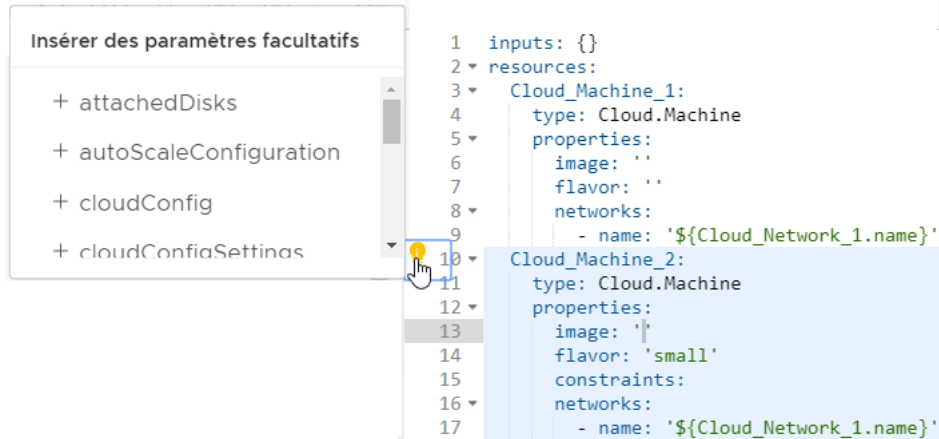 Insérer des paramètres facultatifs
+ attachedDisks
+ autoScaleConfiguration
+ cloudConfig
+ cloudConfigSettings
1 inputs: {}
2 resources:
3 Cloud_Machine_1:
4 type: Cloud.Machine
5 properties:
6 image: ''
7 flavor: ''
8 networks:
9 - name: '${Cloud_Network_1.name}'
10 Cloud_Machine_2:
11 type: Cloud.Machine
12 properties:
13 image: ''
14 flavor: 'small'
15 constraints:
16 networks:
17 - name: '${Cloud_Network_1.name}'